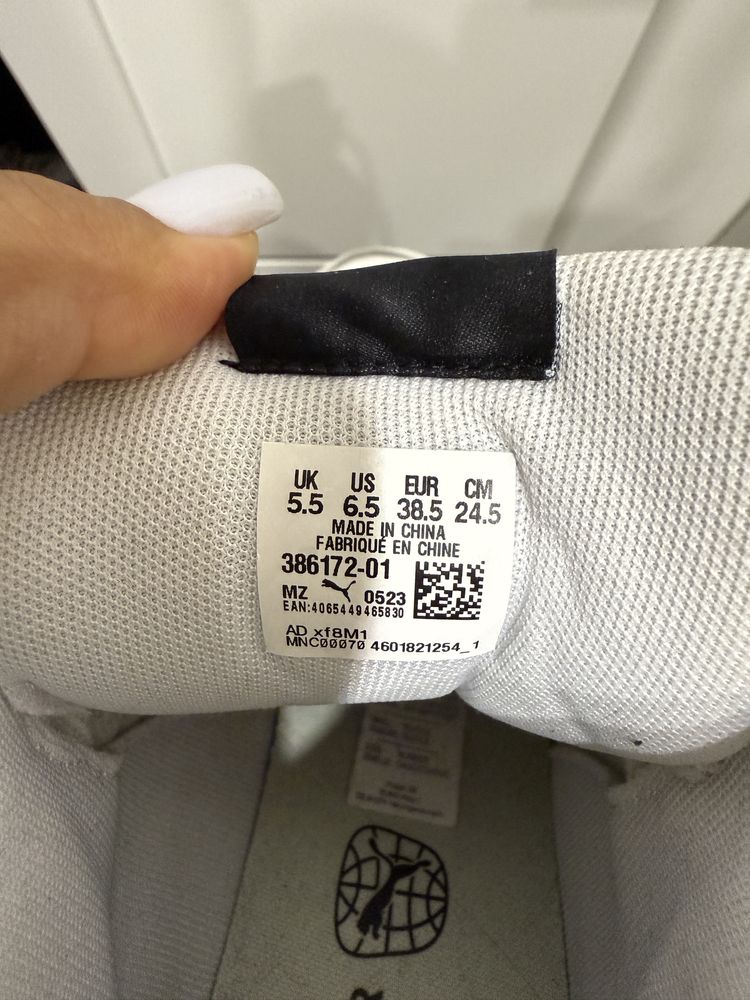 UK US EUR CM
5.5 6.5 38.5 24.5
MADE IN CHINA
FABRIQUÉ EN CHINE
386172-01
MZ 0523
EAN:4065449465830
AD xf8M1
MNC00070 4601821254_1
R